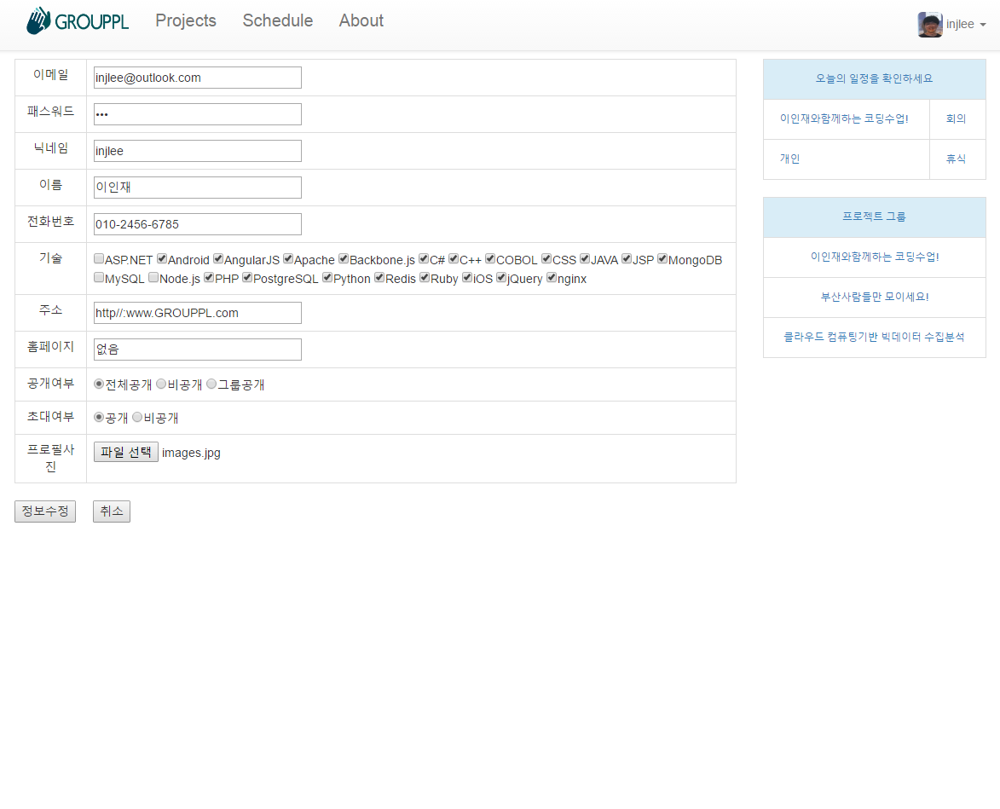 GROUPPL Projects Schedule About injlee
이메일 injlee@outlook.com
패스워드 •••
닉네임 injlee
이름 이인재
전화번호 010-2456-6785
기술 ASP.NET Android AngularJS Apache Backbone.js C# C++ COBOL CSS JAVA JSP MongoDB
MySQL Node.js PHP PostgreSQL Python Redis Ruby iOS jQuery nginx
주소 http//:www.GROUPPL.com
홈페이지 없음
공개여부 전체공개 비공개 그룹공개
초대여부 공개 비공개
프로필사
진
파일 선택 images.jpg
정보수정 취소
오늘의 일정을 확인하세요
이인재와함께하는 코딩수업! 회의
개인 휴식
프로젝트 그룹
이인재와함께하는 코딩수업!
부산사람들만 모이세요!
클라우드 컴퓨팅기반 빅데이터 수집분석